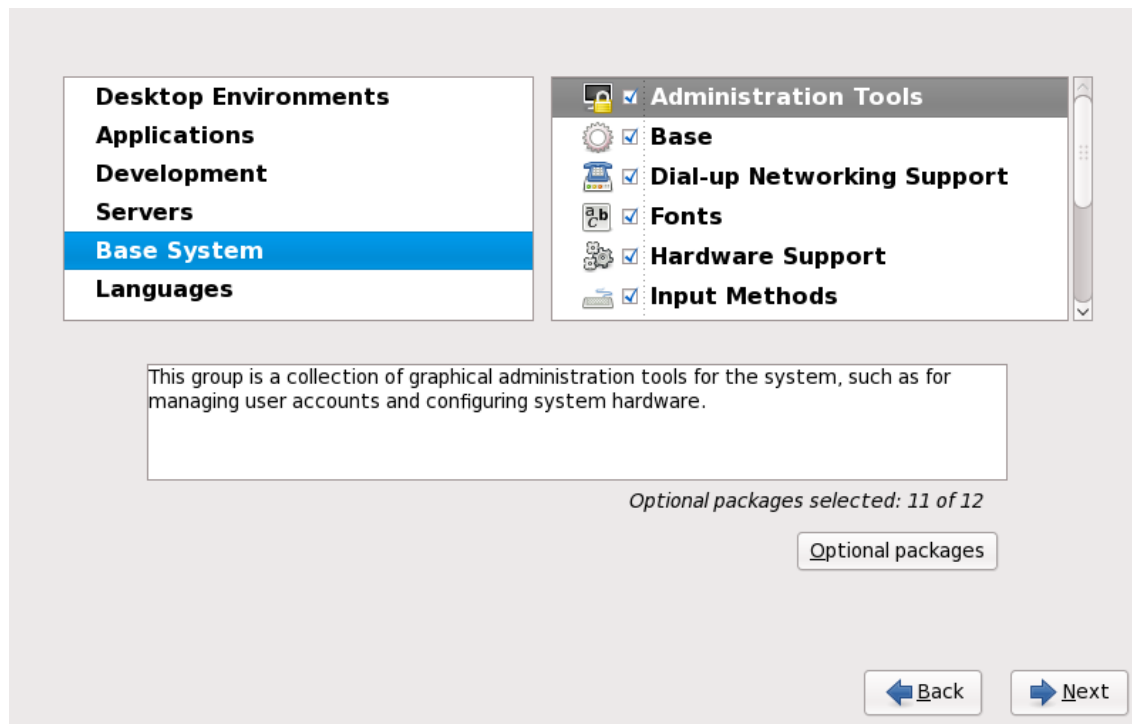 Desktop Environments
Applications
Development
Servers
Base System
Languages
Administration Tools
Base
Dial-up Networking Support
Fonts
Hardware Support
Input Methods
This group is a collection of graphical administration tools for the system, such as for
managing user accounts and configuring system hardware.
Optional packages selected: 11 of 12
Optional packages
Back
Next